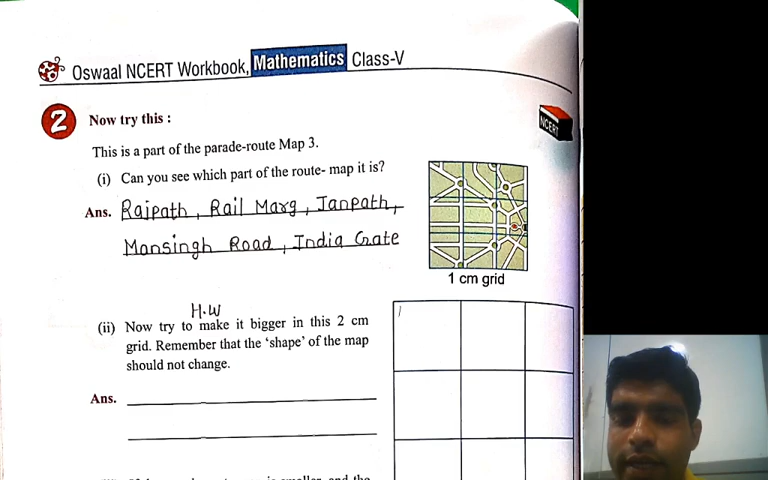 Oswaal NCERT Workbook, Mathematics Class-V
NCERT
2 Now try this :
This is a part of the parade-route Map 3.
(i) Can you see which part of the route- map it is?
Ans. Rajpath, Rail Marg, Janpath,
Mansingh Road, India Gate
1 cm grid
H.W
(ii) Now try to make it bigger in this 2 cm
grid. Remember that the 'shape' of the map
should not change.
Ans.